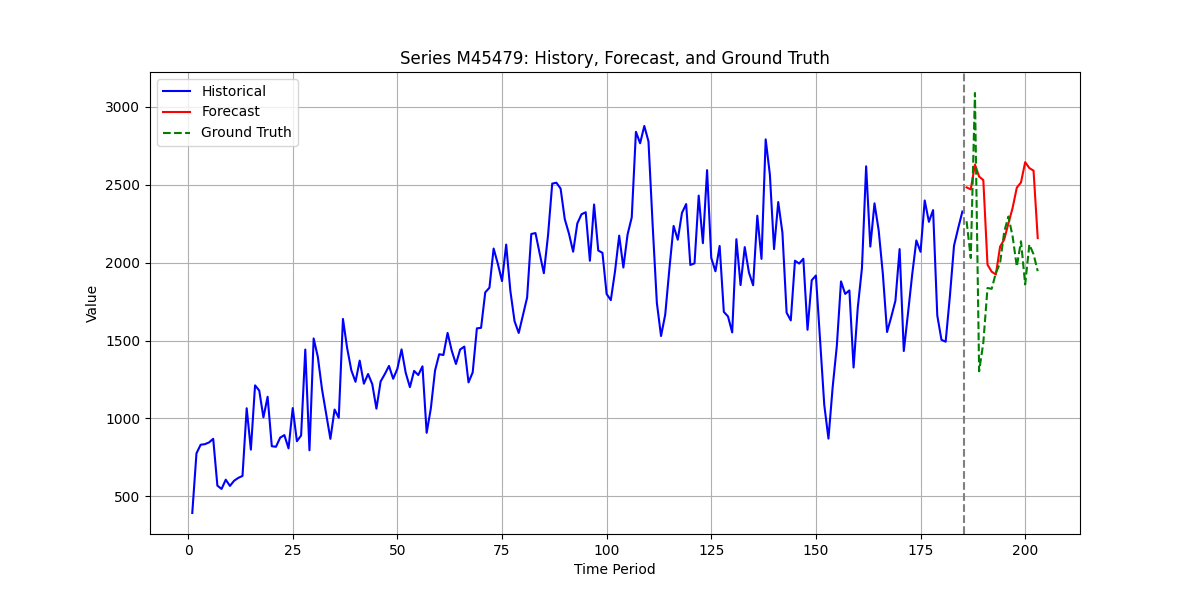 Series M45479: History, Forecast, and Ground Truth
Historical
Forecast
Ground Truth
Value
3000
2500
2000
1500
1000
500
0 25 50 75 100 125 150 175 200
Time Period